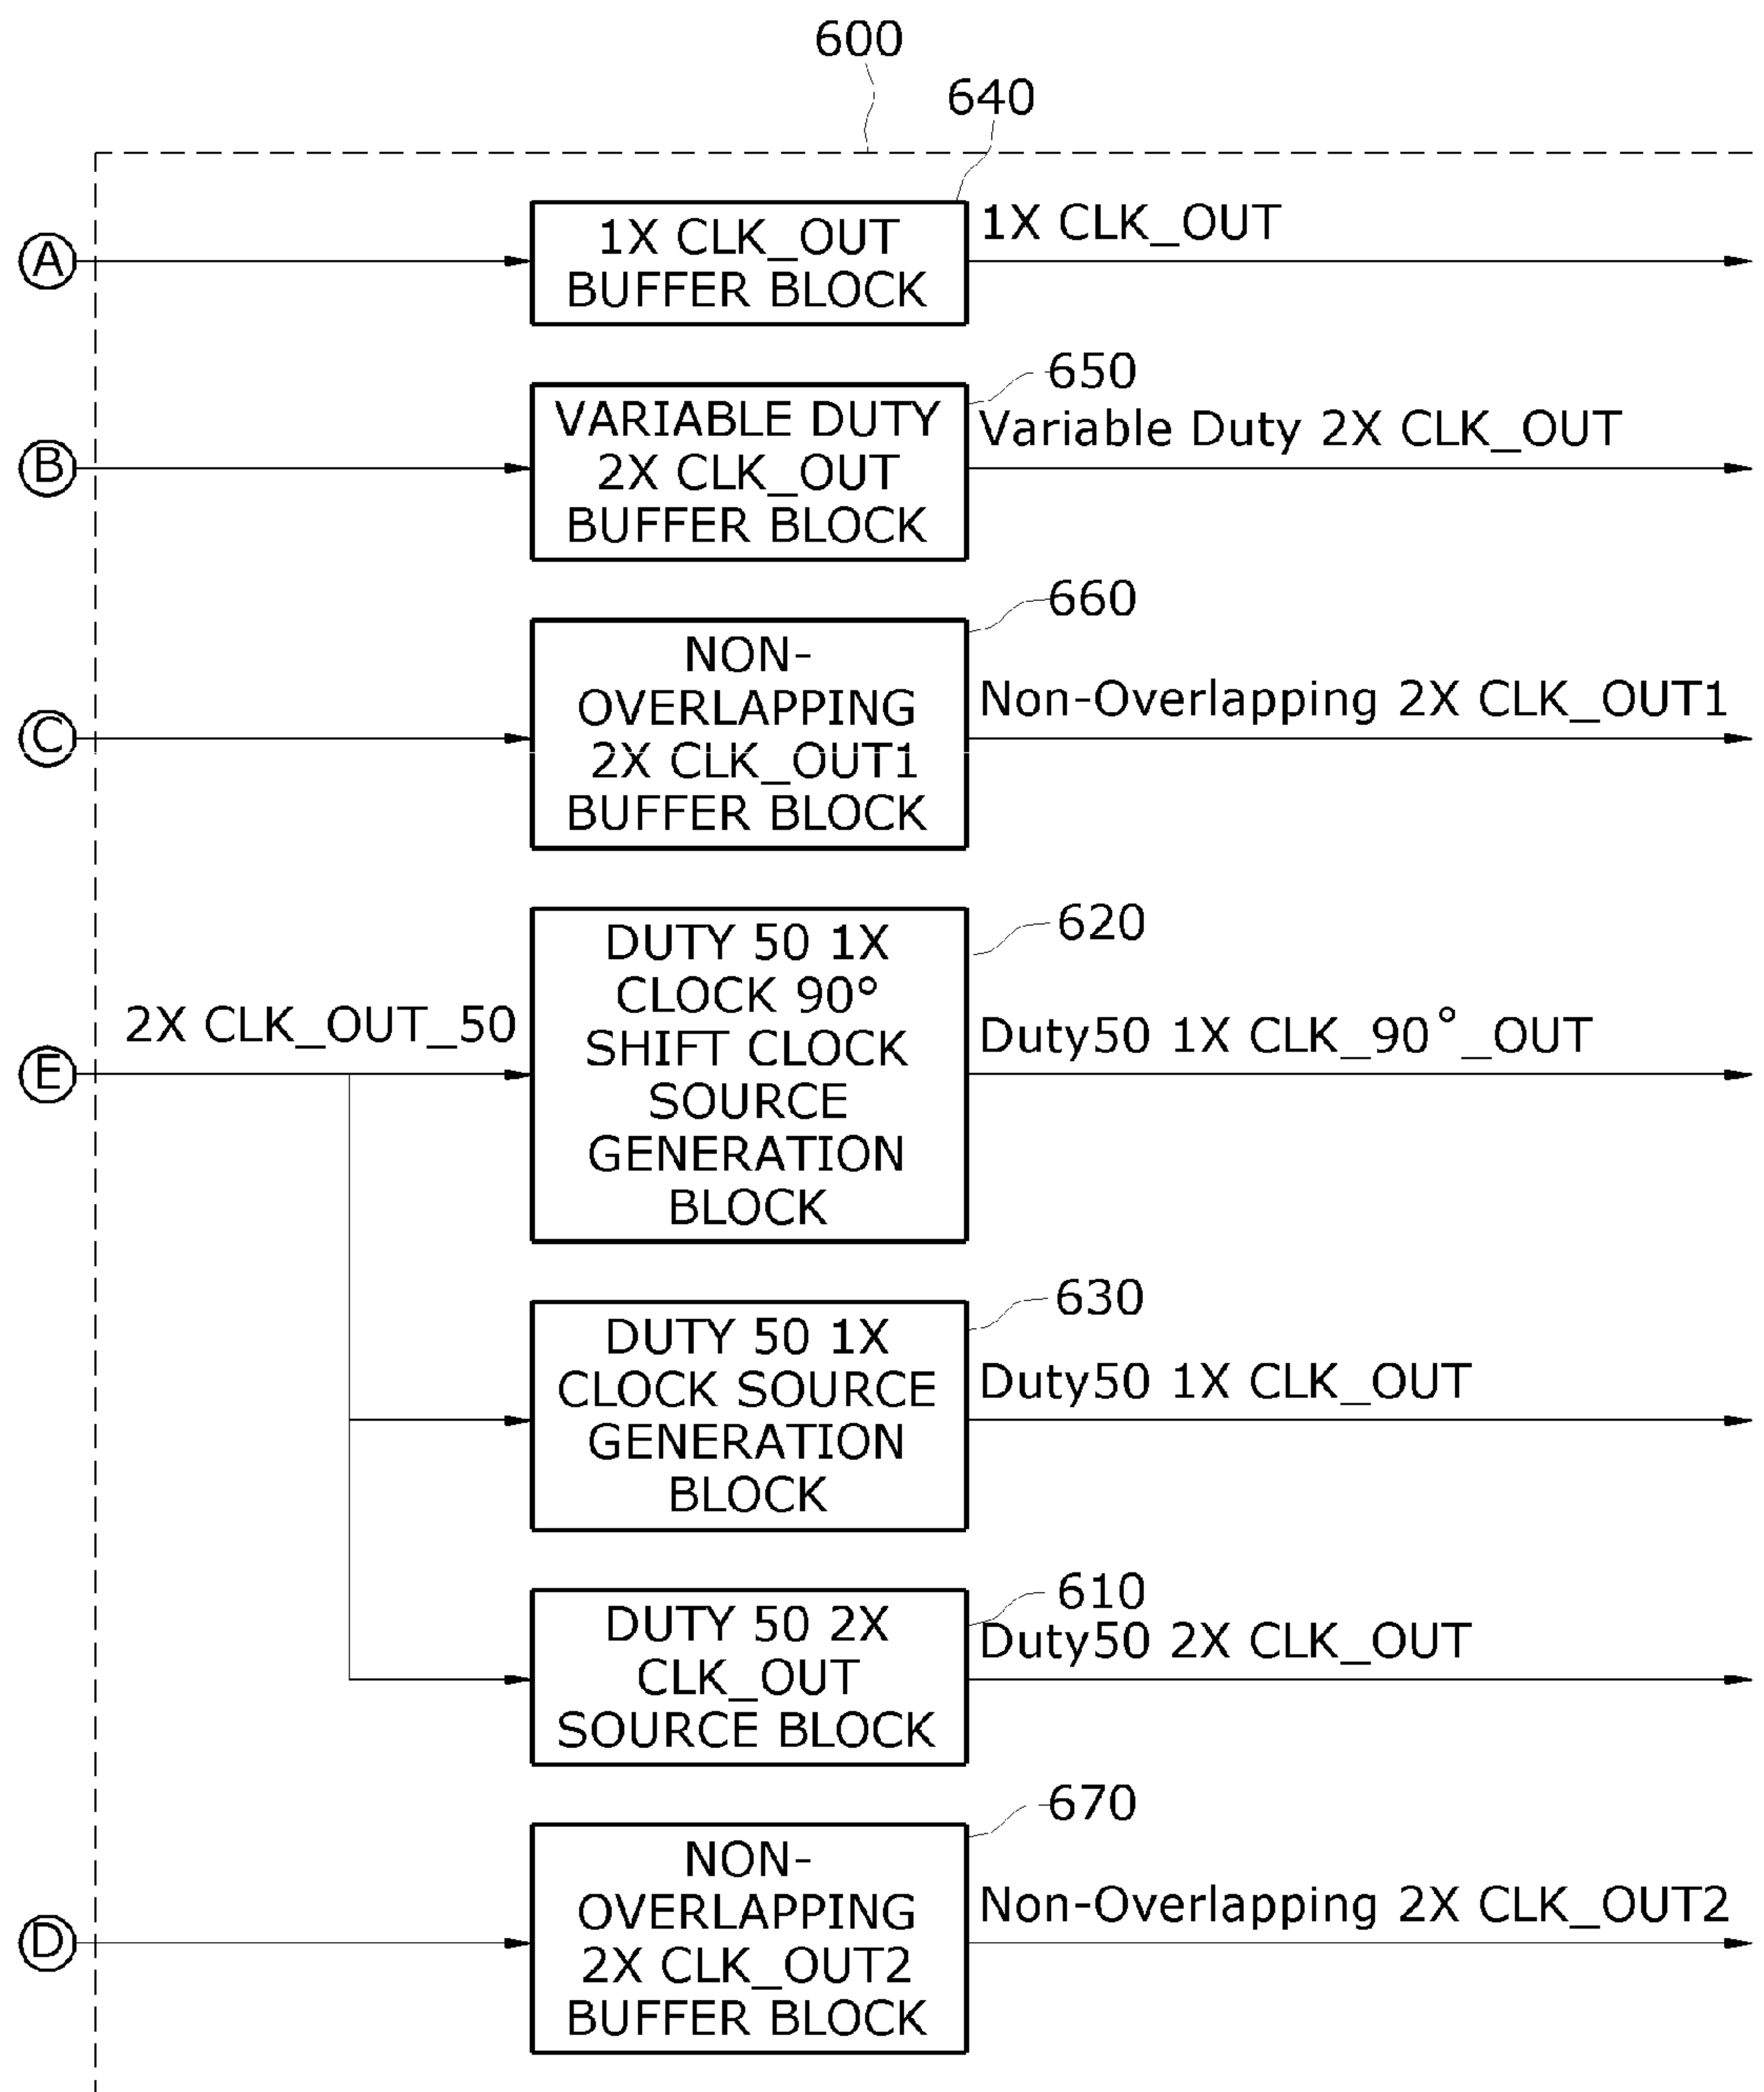 600
640
A
1X CLK_OUT
BUFFER BLOCK
1X CLK_OUT
650
B
VARIABLE DUTY
2X CLK_OUT
BUFFER BLOCK
Variable Duty 2X CLK_OUT
660
C
NON-
OVERLAPPING
2X CLK_OUT1
BUFFER BLOCK
Non-Overlapping 2X CLK_OUT1
620
E
2X CLK_OUT_50
DUTY 50 1X
CLOCK 90°
SHIFT CLOCK
SOURCE
GENERATION
BLOCK
Duty50 1X CLK_90°_OUT
630
DUTY 50 1X
CLOCK SOURCE
GENERATION
BLOCK
Duty50 1X CLK_OUT
610
DUTY 50 2X
CLK_OUT
SOURCE BLOCK
Duty50 2X CLK_OUT
670
D
NON-
OVERLAPPING
2X CLK_OUT2
BUFFER BLOCK
Non-Overlapping 2X CLK_OUT2